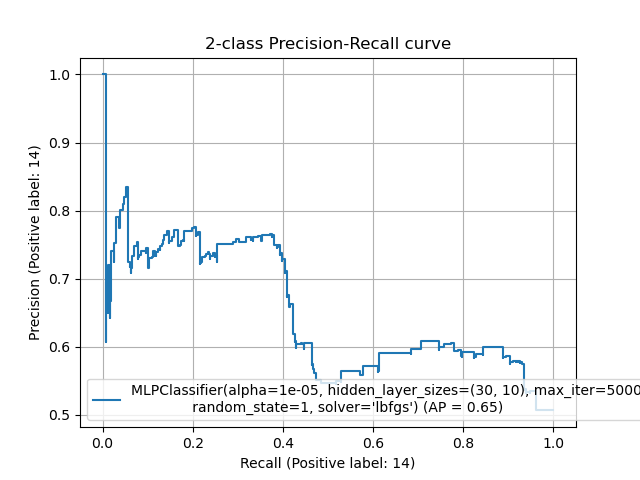 2-class Precision-Recall curve
Precision (Positive label: 14)
1.0
0.9
0.8
0.7
0.6
0.5
MLPClassifier(alpha=1e-05, hidden_layer_sizes=(30, 10), max_iter=5000
random_state=1, solver='lbfgs') (AP = 0.65)
0.0 0.2 0.4 0.6 0.8 1.0
Recall (Positive label: 14)